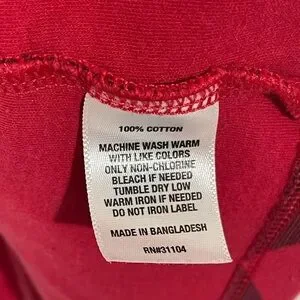 100% COTTON
MACHINE WASH WARM
WITH LIKE COLORS
ONLY NON-CHLORINE
BLEACH IF NEEDED
TUMBLE DRY LOW
WARM IRON IF NEEDED
DO NOT IRON LABEL
MADE IN BANGLADESH
RN#31104